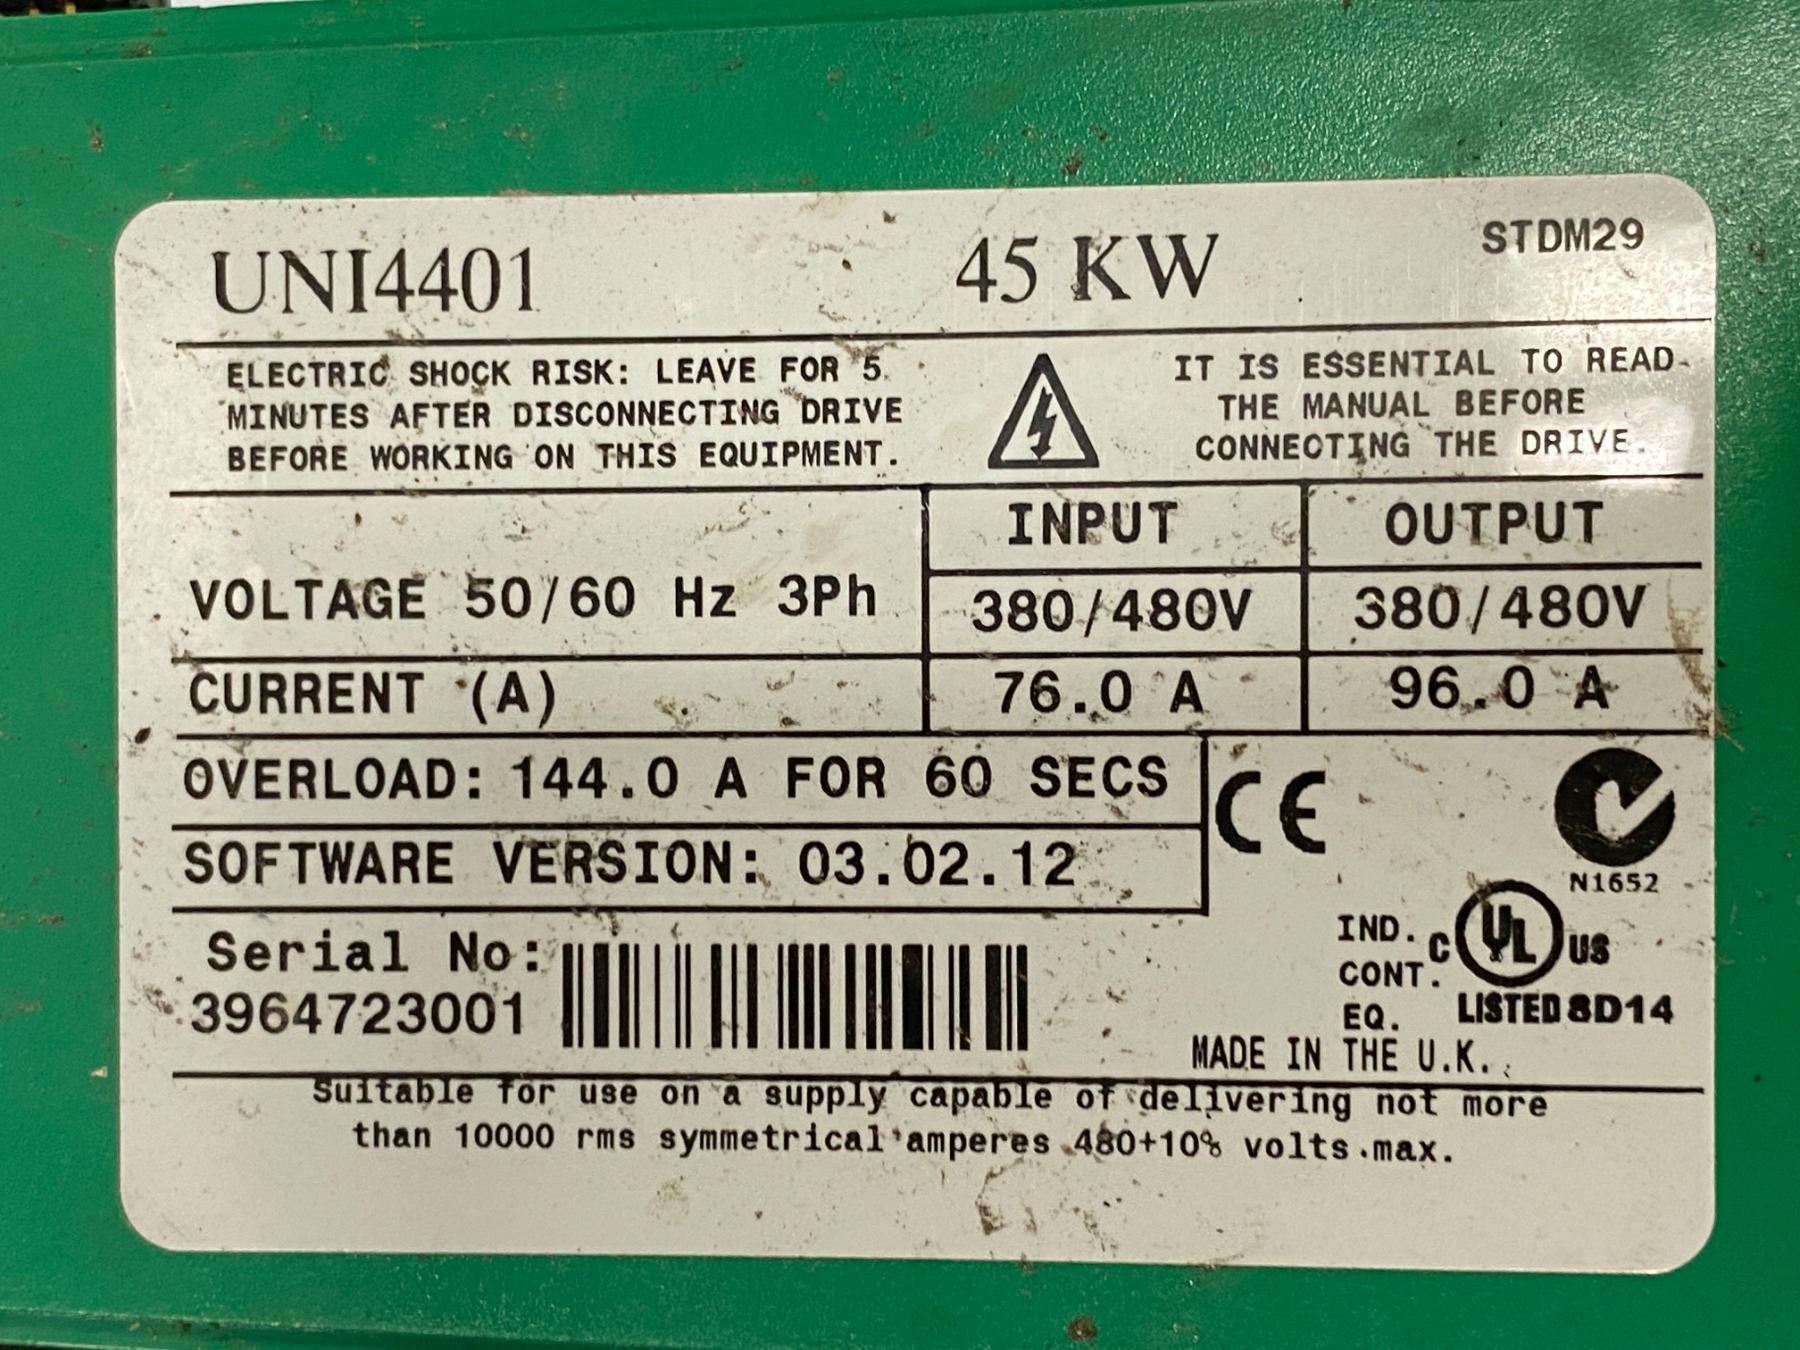 UNI4401 45 KW STDM29
ELECTRIC SHOCK RISK: LEAVE FOR 5
MINUTES AFTER DISCONNECTING DRIVE
BEFORE WORKING ON THIS EQUIPMENT.
IT IS ESSENTIAL TO READ
THE MANUAL BEFORE
CONNECTING THE DRIVE.
INPUT OUTPUT
VOLTAGE 50/60 Hz 3Ph 380/480V 380/480V
CURRENT (A) 76.0 A 96.0 A
OVERLOAD: 144.0 A FOR 60 SECS
SOFTWARE VERSION: 03.02.12
CE
N1652
Serial No:
3964723001
IND.
CONT.
EQ.
C UL US
LISTED 8D14
MADE IN THE U.K.
Suitable for use on a supply capable of delivering not more
than 10000 rms symmetrical amperes 480+10% volts.max.